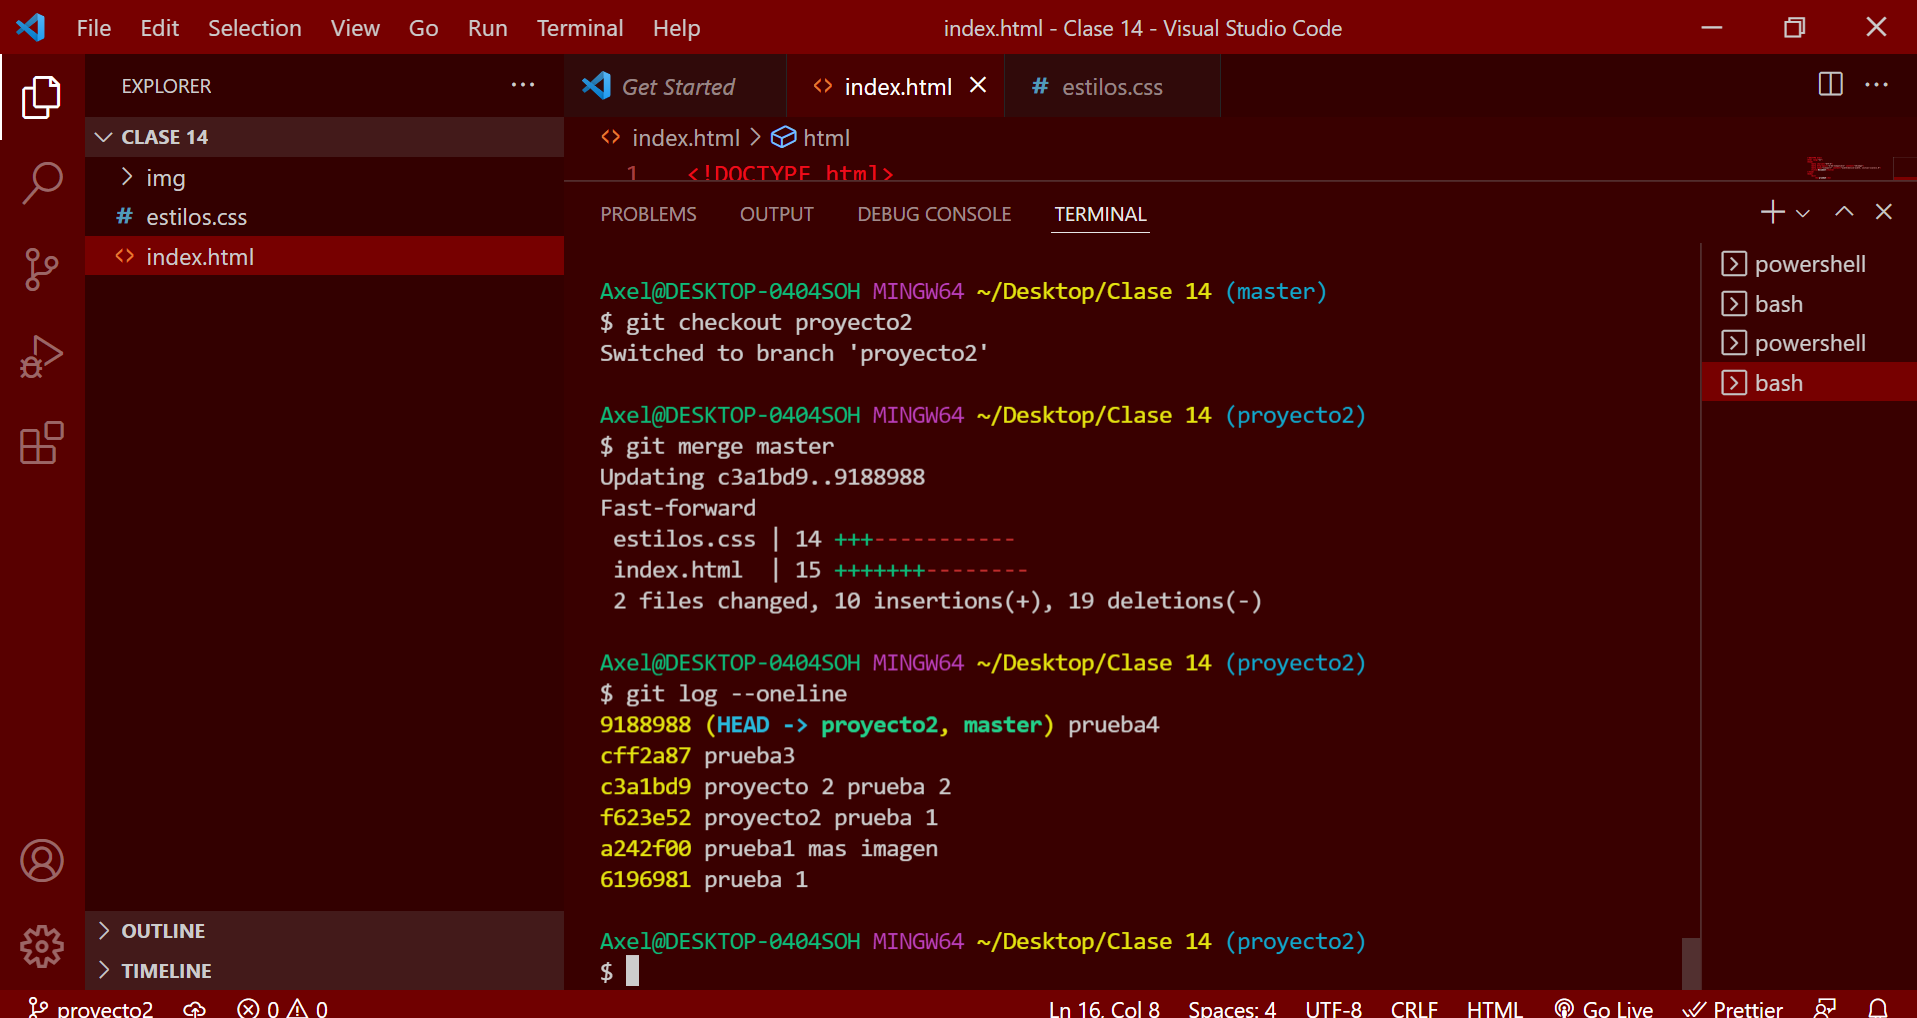 File Edit Selection View Go Run Terminal Help index.html - Clase 14 - Visual Studio Code
EXPLORER
CLASE 14
img
# estilos.css
<> index.html
OUTLINE
TIMELINE
Get Started <> index.html # estilos.css
<> index.html > html
1 <!DOCTYPE html>
PROBLEMS OUTPUT DEBUG CONSOLE TERMINAL
Axel@DESKTOP-0404SOH MINGW64 ~/Desktop/Clase 14 (master)
$ git checkout proyecto2
Switched to branch 'proyecto2'
Axel@DESKTOP-0404SOH MINGW64 ~/Desktop/Clase 14 (proyecto2)
$ git merge master
Updating c3a1bd9..9188988
Fast-forward
estilos.css | 14 +++-----------
index.html | 15 +++++++--------
2 files changed, 10 insertions(+), 19 deletions(-)
Axel@DESKTOP-0404SOH MINGW64 ~/Desktop/Clase 14 (proyecto2)
$ git log --oneline
9188988 (HEAD -> proyecto2, master) prueba4
cff2a87 prueba3
c3a1bd9 proyecto 2 prueba 2
f623e52 proyecto2 prueba 1
a242f00 prueba1 mas imagen
6196981 prueba 1
Axel@DESKTOP-0404SOH MINGW64 ~/Desktop/Clase 14 (proyecto2)
$
powershell
bash
powershell
bash
proyecto2 0 0 Ln 16, Col 8 Spaces: 4 UTF-8 CRLF HTML Go Live Prettier